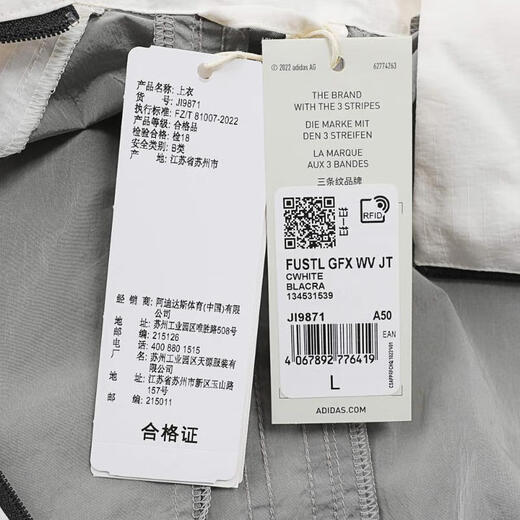 产品名称: 上衣
货 号: JI9871
执行标准: FZ/T 81007-2022
产品等级: 合格品
检验合格: 检18
安全类别: B类
产 地: 江苏省苏州市
经 销 商: 阿迪达斯体育(中国)有限公司
地 址: 苏州工业园区唯胜路508号
邮 编: 215126
电 话: 400 880 1515
厂 名: 苏州工业园区天源服装有限公司
地 址: 江苏省苏州市新区玉山路157号
邮 编: 215011
合格证
© 2022 adidas AG 62774263
THE BRAND
WITH THE 3 STRIPES
DIE MARKE MIT
DEN 3 STREIFEN
LA MARQUE
AUX 3 BANDES
三条纹品牌
RFID
FUSTL GFX WV JT
CWHITE
BLACRA
134531539
JI9871 A50
EAN
4 067892 776419
L
ADIDAS.COM